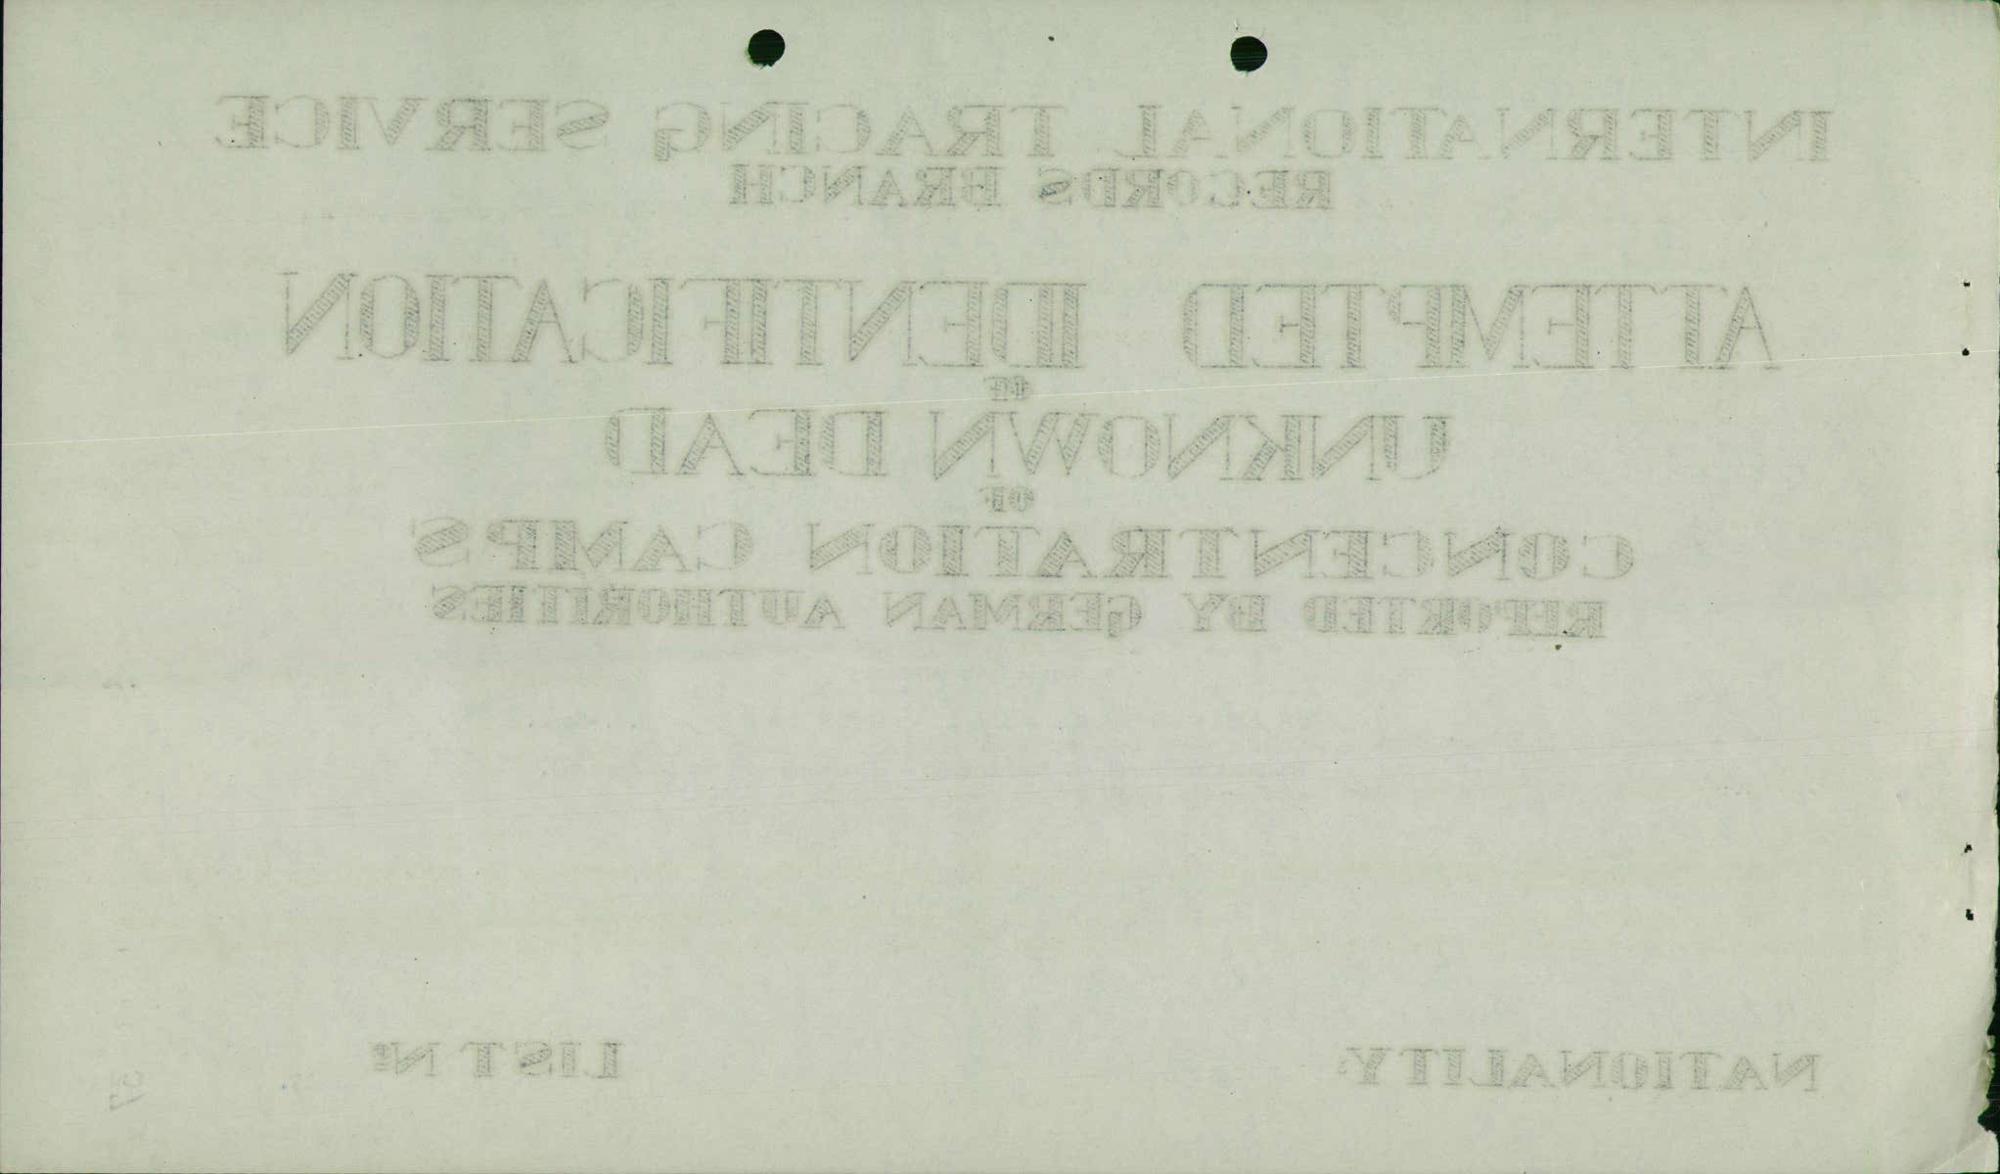 INTERNATIONAL TRACING SERVICE
RECORDS BRANCH
ATTEMPTED IDENTIFICATION
OF
UNKNOWN DEAD
OF
CONCENTRATION CAMPS
REPORTED BY GERMAN AUTHORITIES
NATIONALITY: LIST Nº